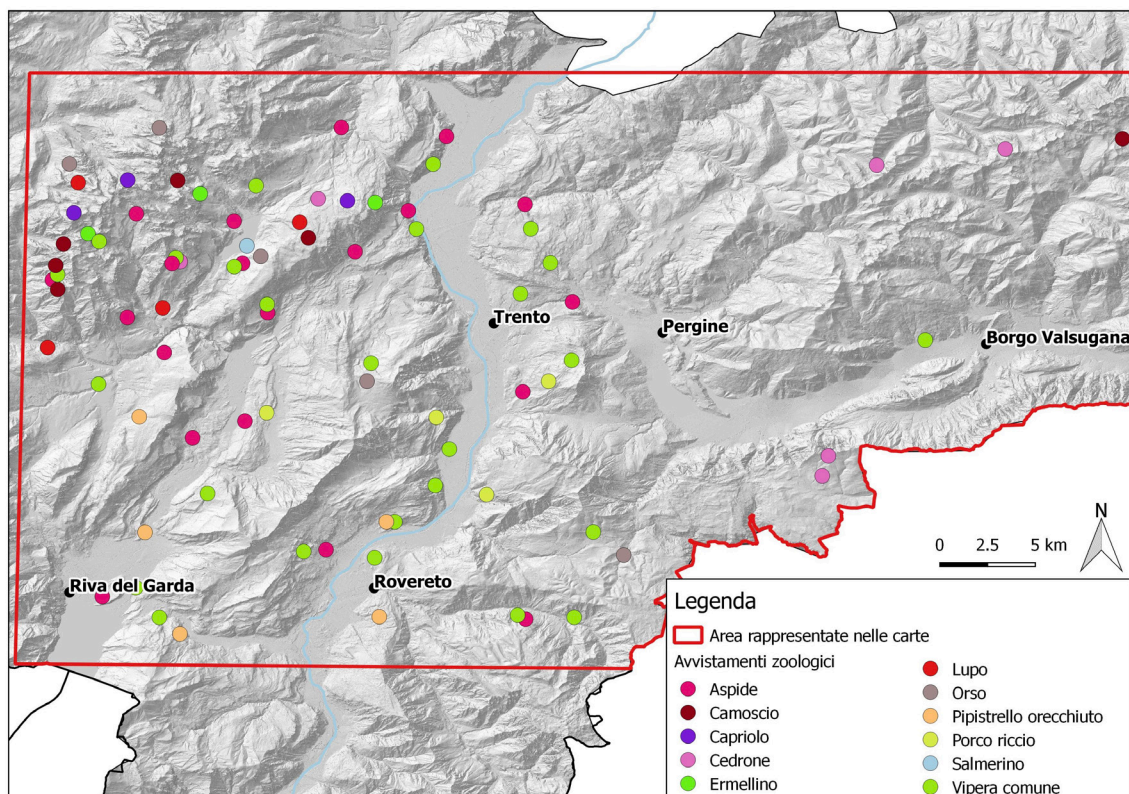 Trento
Pergine
Borgo Valsugana
N
0 2.5 5 km
Riva del Garda
Rovereto
Legenda
Area rappresentate nelle carte
Avvistamenti zoologici
Aspide
Camoscio
Capriolo
Cedrone
Ermellino
Lupo
Orso
Pipistrello orecchiuto
Porco riccio
Salmerino
Vipera comune